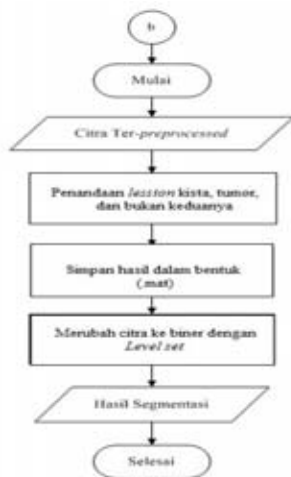 b
Mulai
Citra Ter-preprocessed
Penandaan lession kista, tumor,
dan bukan keduanya
Simpan hasil dalam bentuk
(.mat)
Merubah citra ke biner dengan
Level set
Hasil Segmentasi
Selesai